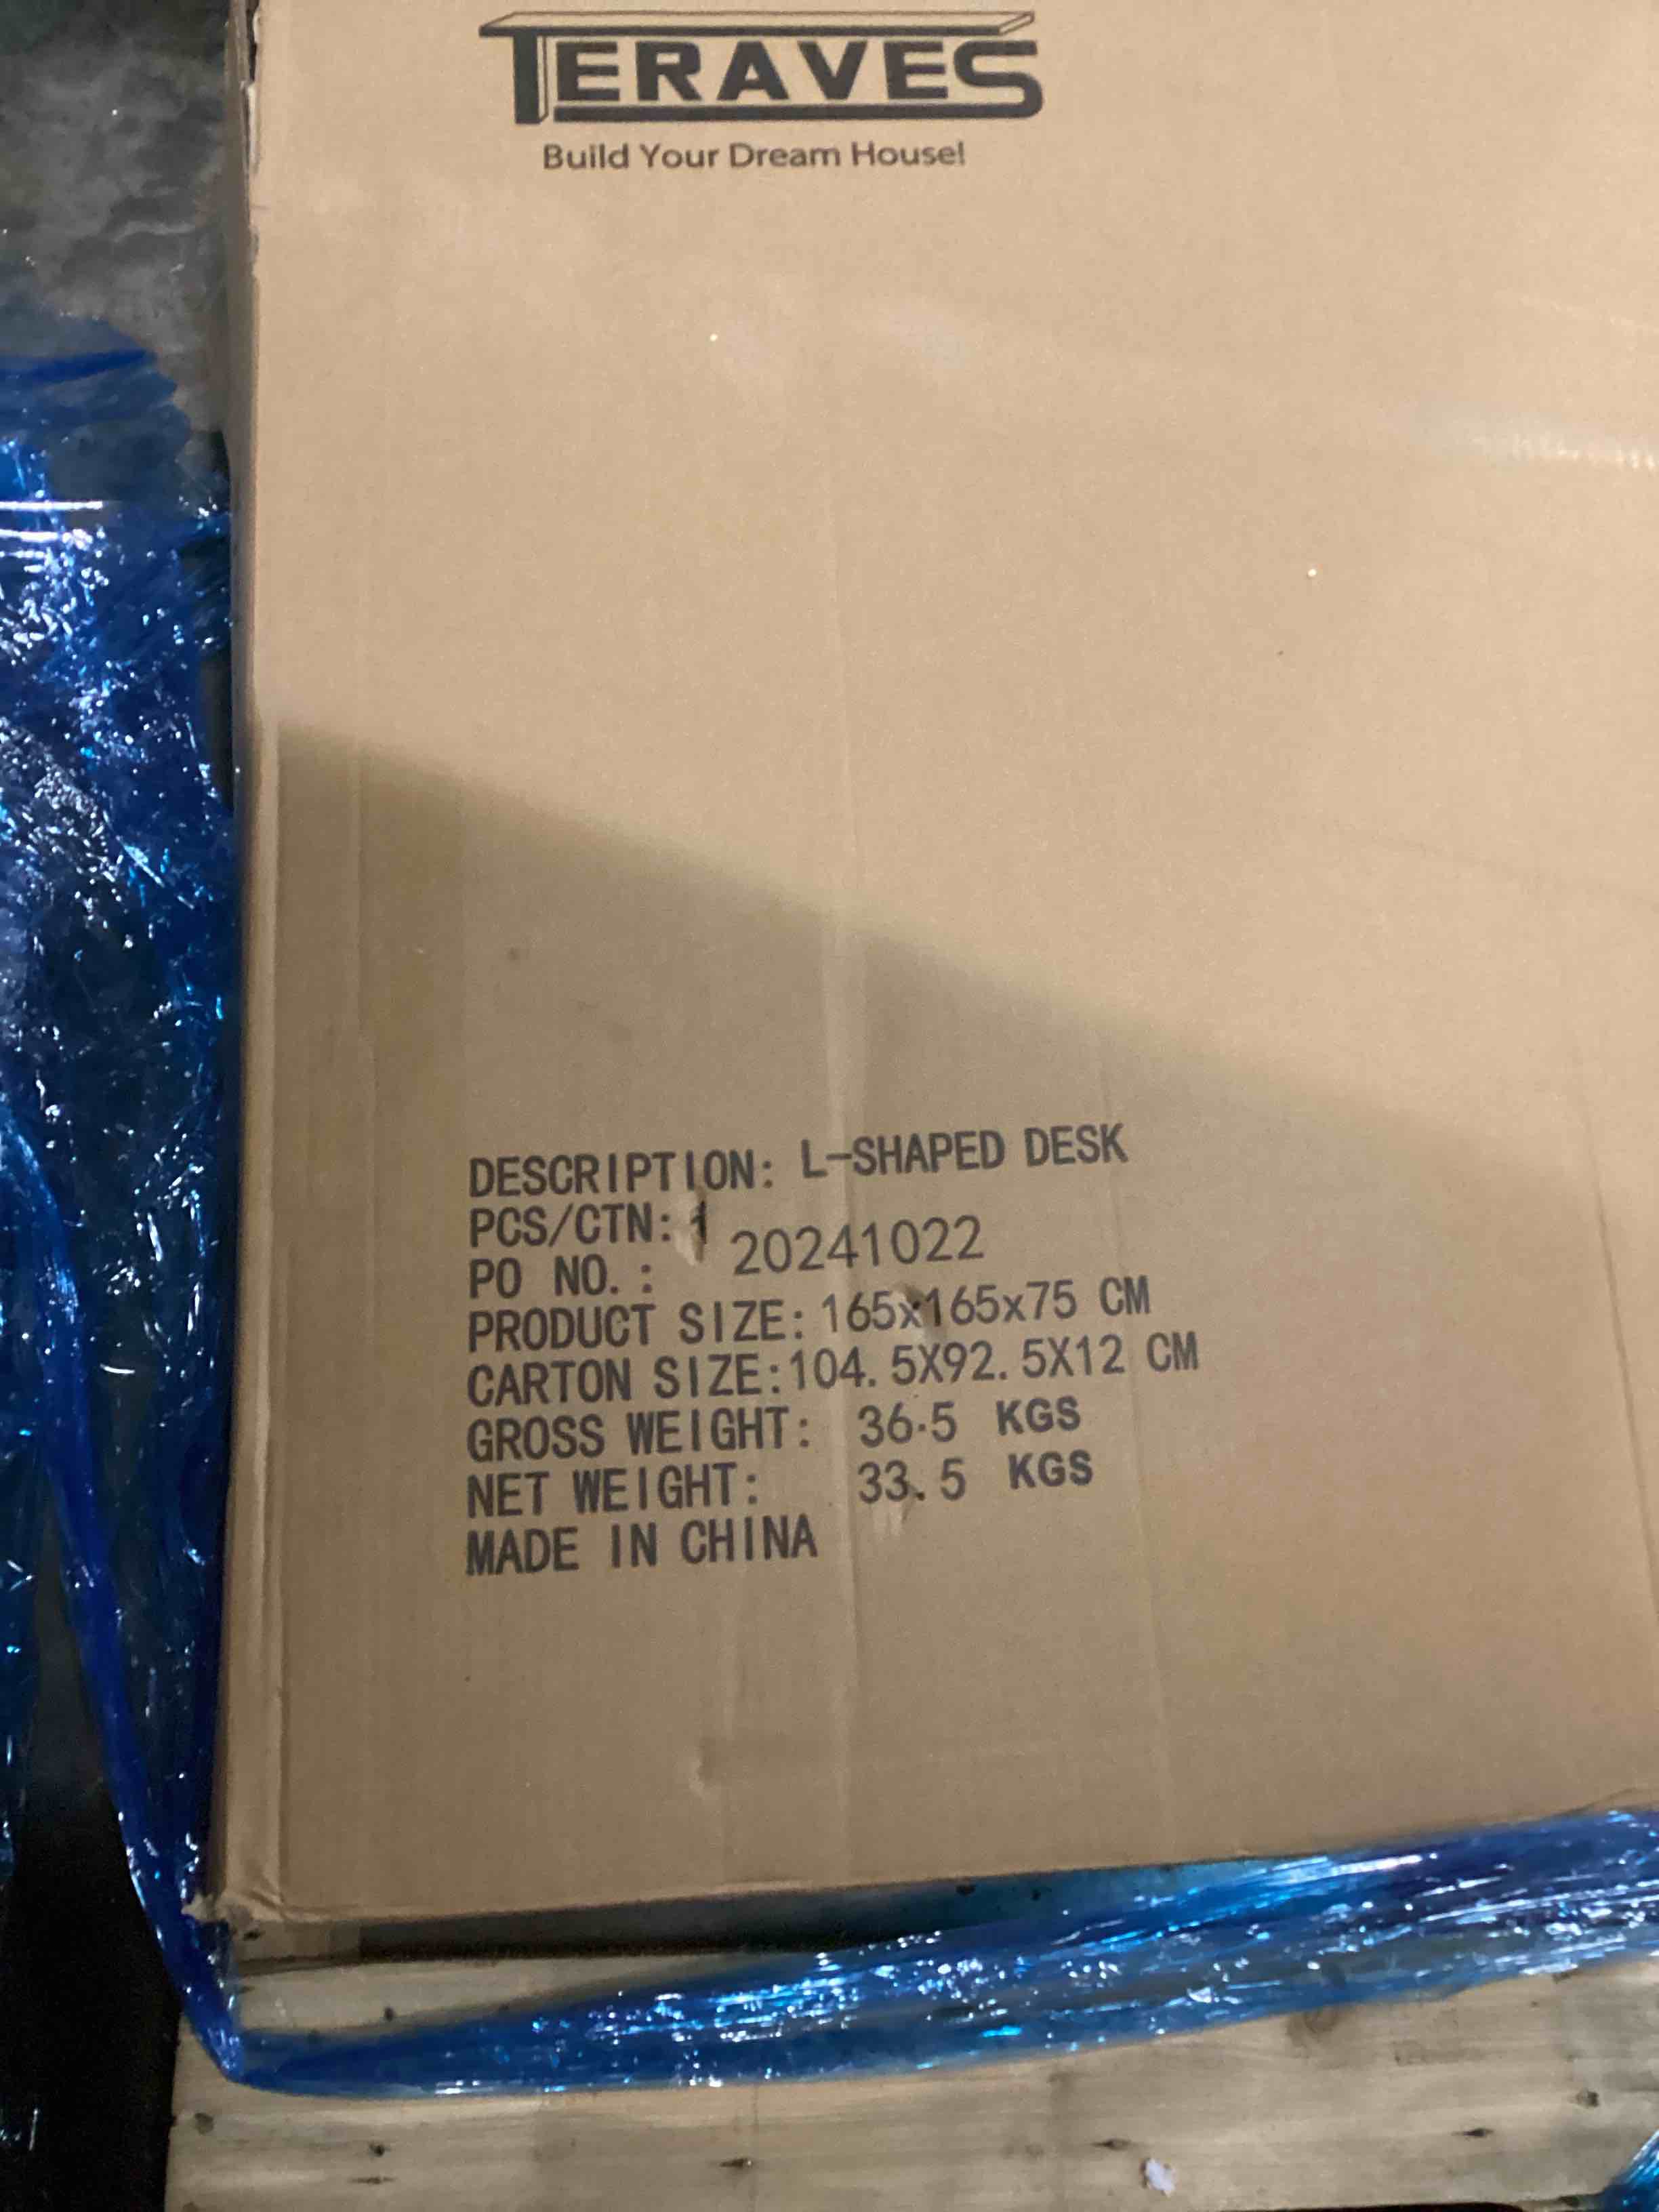 TERAVES
Build Your Dream House!
DESCRIPTION: L-SHAPED DESK
PCS/CTN: 1
PO NO.: 20241022
PRODUCT SIZE: 165x165x75 CM
CARTON SIZE:104.5X92.5X12 CM
GROSS WEIGHT: 36.5 KGS
NET WEIGHT: 33.5 KGS
MADE IN CHINA